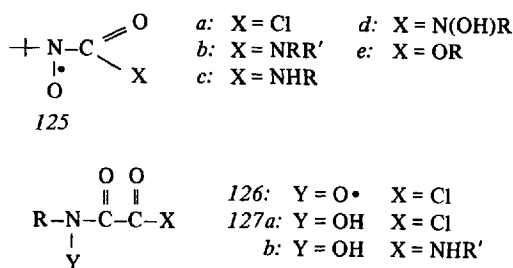 O
N–C
O•
X
125
a: X = Cl
b: X = NRR'
c: X = NHR
d: X = N(OH)R
e: X = OR
O O
R–N–C–C–X
Y
126: Y = O• X = Cl
127a: Y = OH X = Cl
b: Y = OH X = NHR'